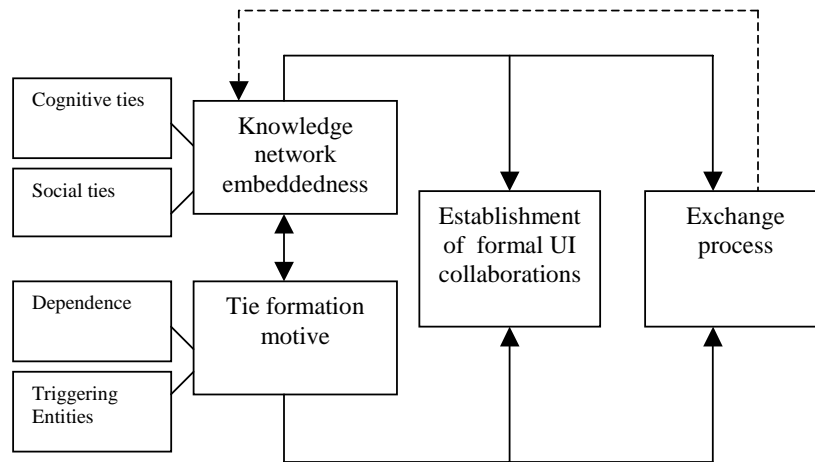 Cognitive ties
Social ties
Knowledge
network
embeddedness
Establishment
of formal UI
collaborations
Exchange
process
Dependence
Triggering
Entities
Tie formation
motive